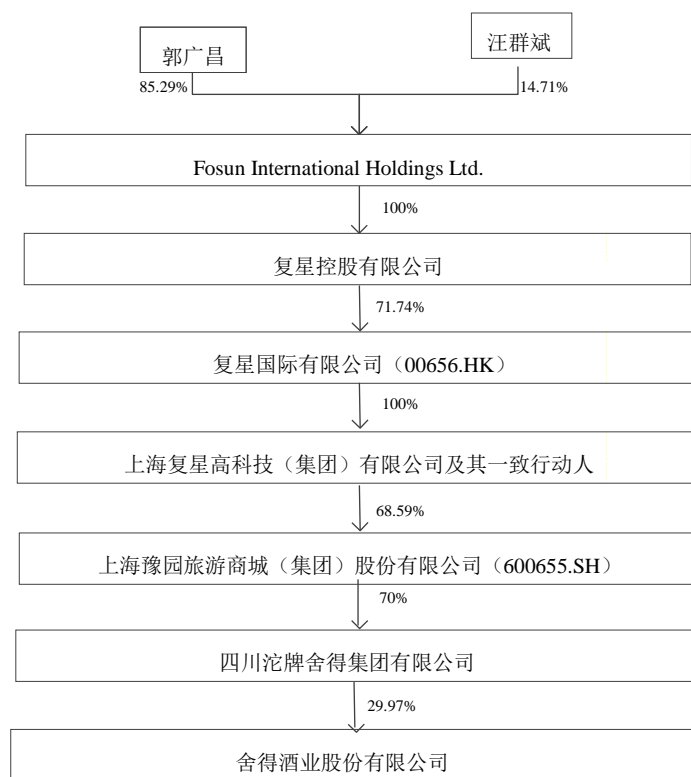 郭广昌
汪群斌
85.29%
14.71%
Fosun International Holdings Ltd.
100%
复星控股有限公司
71.74%
复星国际有限公司（00656.HK）
100%
上海复星高科技（集团）有限公司及其一致行动人
68.59%
上海豫园旅游商城（集团）股份有限公司（600655.SH）
70%
四川沱牌舍得集团有限公司
29.97%
舍得酒业股份有限公司